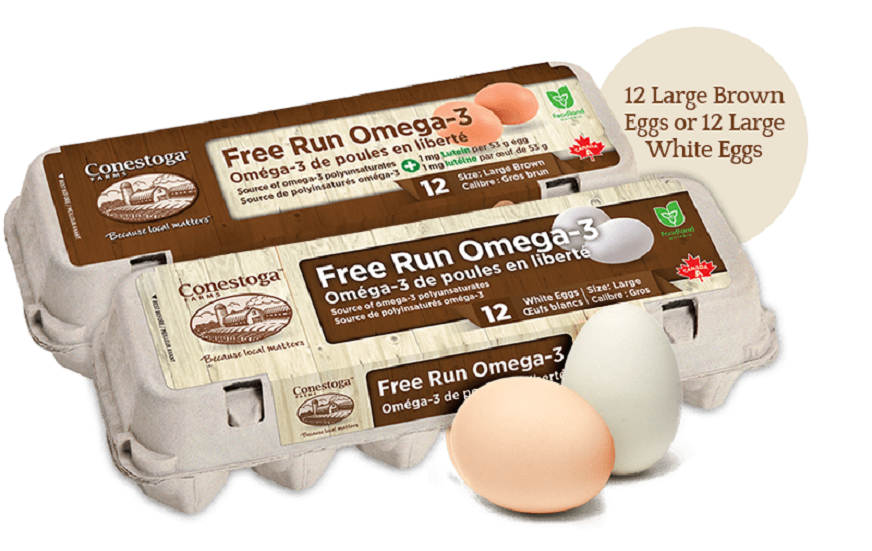 12 Large Brown
Eggs or 12 Large
White Eggs
Conestoga
FARMS
Because local matters™
Free Run Omega-3
Oméga-3 de poules en liberté
Source of omega-3 polyunsaturates
Source de polyinsaturés oméga-3
1 mg Lutein per 53 g egg
1 mg lutéine par œuf de 53 g
12
Size: Large Brown
Calibre : Gros brun
foodland
CANADA
Conestoga™
FARMS
Because local matters™
Free Run Omega-3
Oméga-3 de poules en liberté
Source of omega-3 polyunsaturates
Source de polyinsaturés oméga-3
12
White Eggs | Size: Large
Œufs blancs | Calibre : Gros
foodland
ONTARIO
CANADA
A
Conestoga
FARMS
Because local matters
Free Run Omega-3
Oméga-3 de